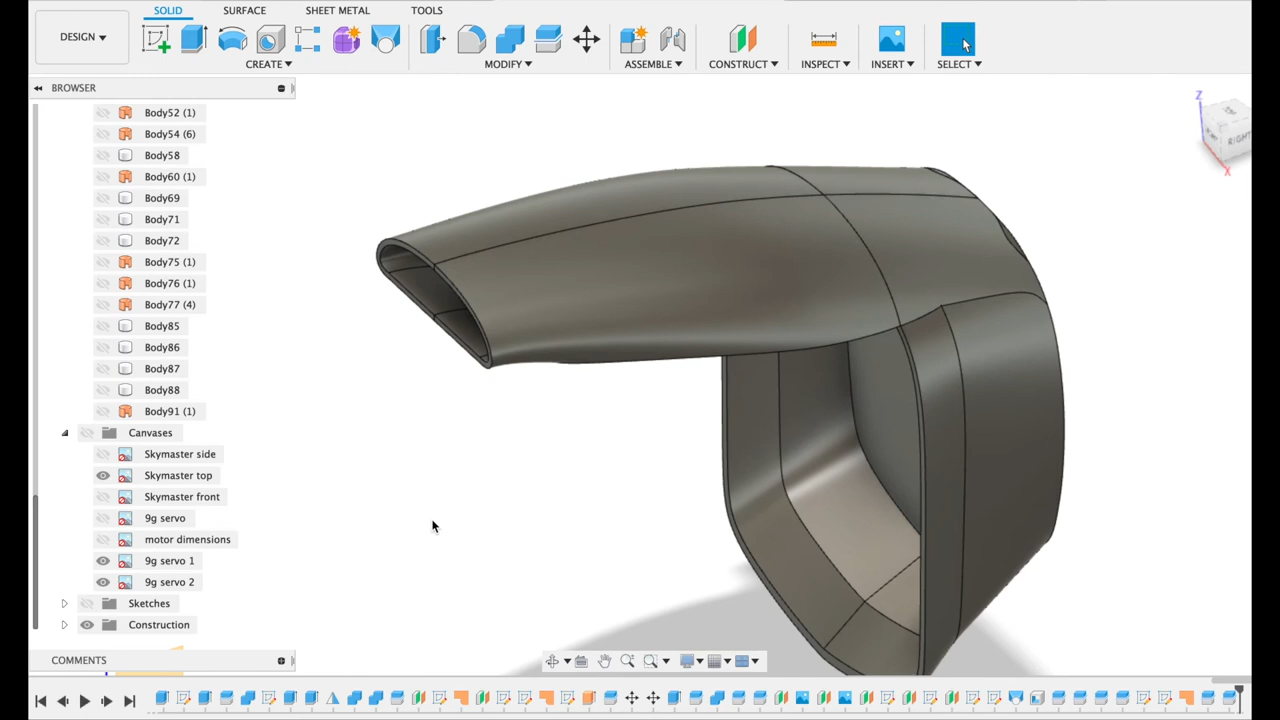 SOLID SURFACE SHEET METAL TOOLS
DESIGN
CREATE MODIFY ASSEMBLE CONSTRUCT INSPECT INSERT SELECT
BROWSER
Body52 (1)
Body54 (6)
Body58
Body60 (1)
Body69
Body71
Body72
Body75 (1)
Body76 (1)
Body77 (4)
Body85
Body86
Body87
Body88
Body91 (1)
Canvases
Skymaster side
Skymaster top
Skymaster front
9g servo
motor dimensions
9g servo 1
9g servo 2
Sketches
Construction
COMMENTS
Z
RIGHT
X